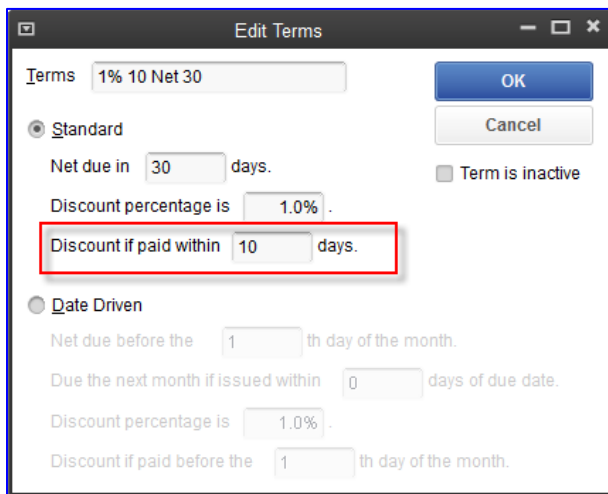 Edit Terms
Terms 1% 10 Net 30
OK
Standard
Cancel
Net due in 30 days.
Term is inactive
Discount percentage is 1.0% .
Discount if paid within 10 days.
Date Driven
Net due before the 1 th day of the month.
Due the next month if issued within 0 days of due date.
Discount percentage is 1.0% .
Discount if paid before the 1 th day of the month.